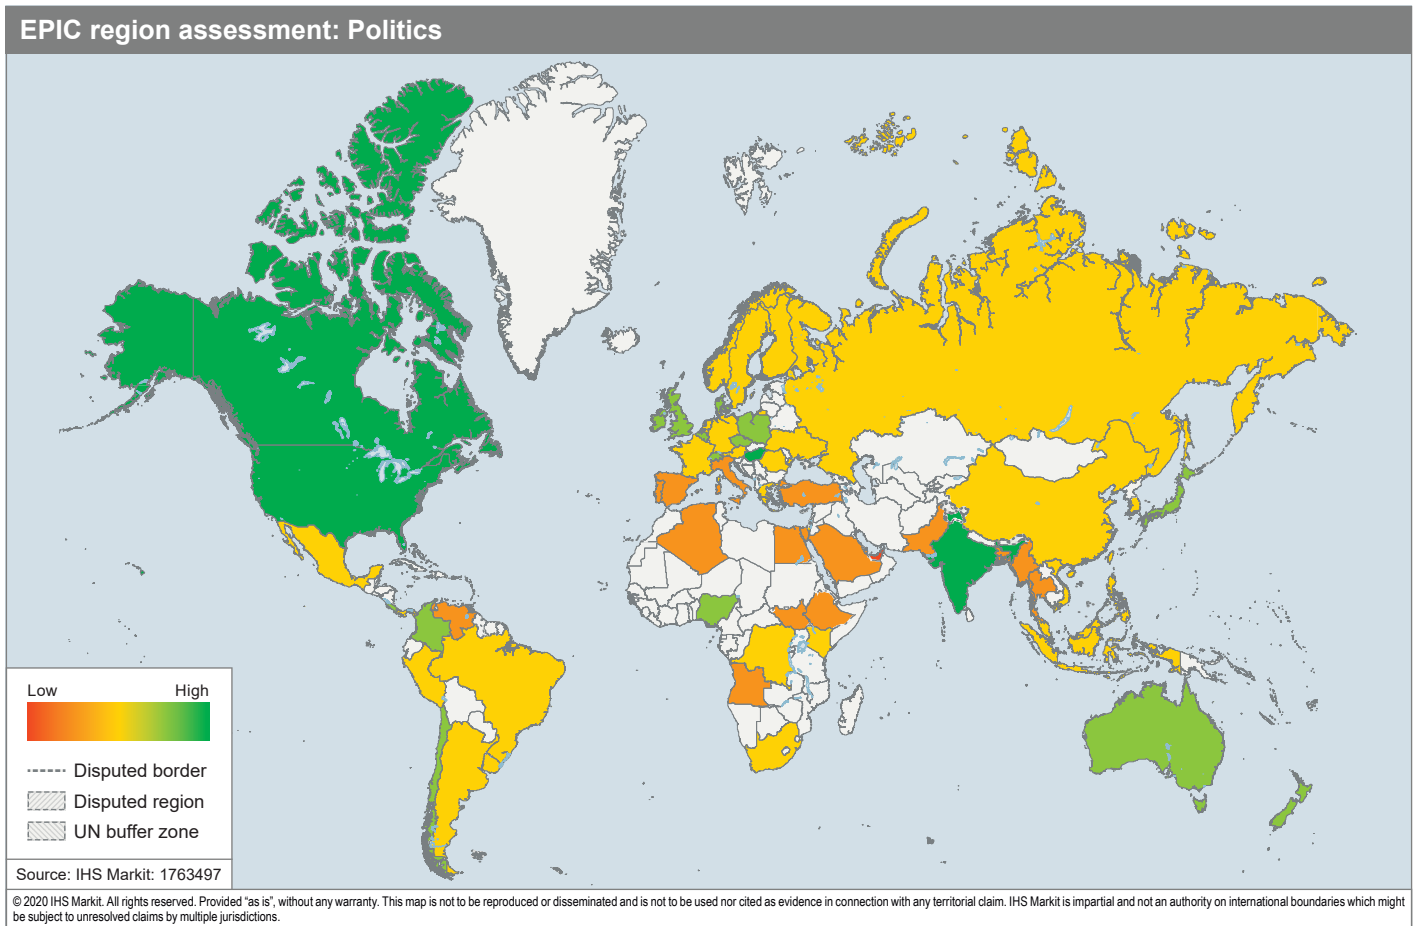 EPIC region assessment: Politics
Low High
Disputed border
Disputed region
UN buffer zone
Source: IHS Markit: 1763497
© 2020 IHS Markit. All rights reserved. Provided “as is”, without any warranty. This map is not to be reproduced or disseminated and is not to be used nor cited as evidence in connection with any territorial claim. IHS Markit is impartial and not an authority on international boundaries which might
be subject to unresolved claims by multiple jurisdictions.